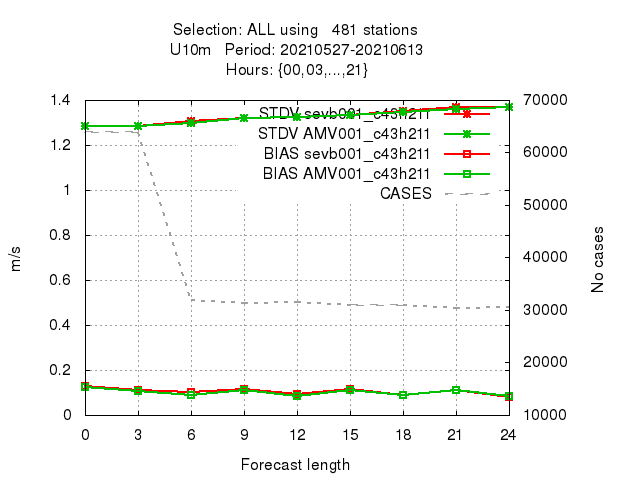 Selection: ALL using   481 stations
U10m   Period: 20210527-20210613
Hours: {00,03,...,21}
STDV sevb001_c43h211
STDV AMV001_c43h211
BIAS sevb001_c43h211
BIAS AMV001_c43h211
CASES
1.4
1.2
1
0.8
0.6
0.4
0.2
0
m/s
70000
60000
50000
40000
30000
20000
10000
No cases
0 3 6 9 12 15 18 21 24
Forecast length